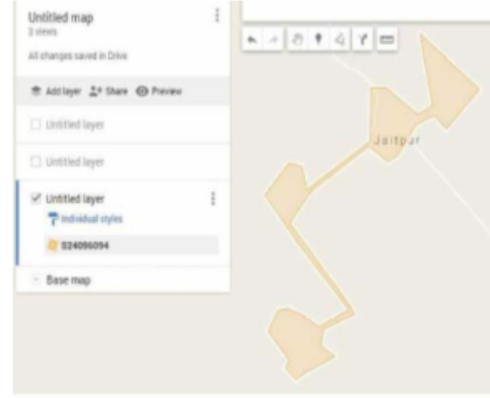 Untitled map
3 views
All changes saved in Drive
Add layer Share Preview
Untitled layer
Untitled layer
Untitled layer
Individual styles
S24096094
Base map
Jaitpur